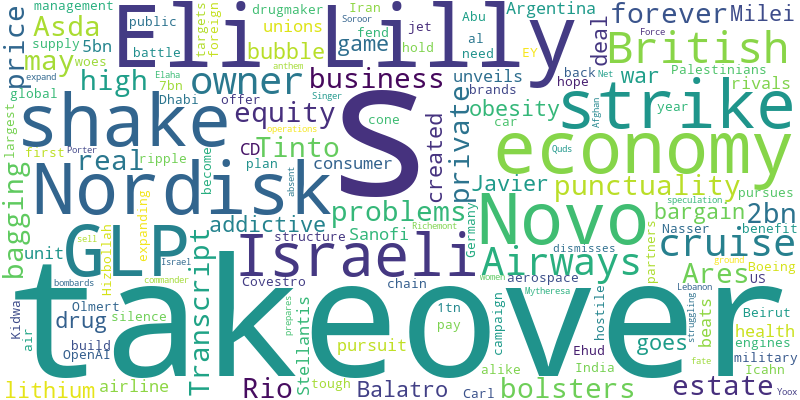 management
drugmaker
Iran
Soroor
Abu
Argentina
forever
Milei
Asda
public
unions
targets
foreign
fend
jet
price
5bn
battle
bubble
game
EY
al
hold
need
deal
Force
British
supply
woes
Eli Lilly
may
high
7bn
owner
business
unveils
back
war
Palestinians
rivals
expand
Elaha
anthem
brands
hope
Net
global
Dhabi
offer
Singer
equity
cone
obesity
car
strike
Afghan
year
largest
shake
S
created
private
operations
Tinto
CD
first
real
ripple
plan
consumer
economy
Porter
become
absent
Quds
bagging
Nordisk
problems
Javier
punctuality
pursues
speculation
expanding
addictive
Sanofi
Richemont
Novo
bargain
2bn
unit
GLP
structure
Germany
Nasser
benefit
Hizbollah
Transcript
Israeli
Airways
dismisses
cruise
partners
sell
Israel
women
ground
Boeing
bombards
commander
Covestro
chain
aerospace
Ares
US
takeover
Mytheresa
hostile
Lebanon
Kidwa
Olmert
prepares
1tn
campaign
struggling
Beirut
air
drug
silence
Stellantis
pay
Ehud
goes
beats
health
build
pursuit
engines
OpenAI
India
military
tough
alike
fate
Icahn
lithium
airline
Rio
Balatro
Carl
bolsters
estate
Yoox